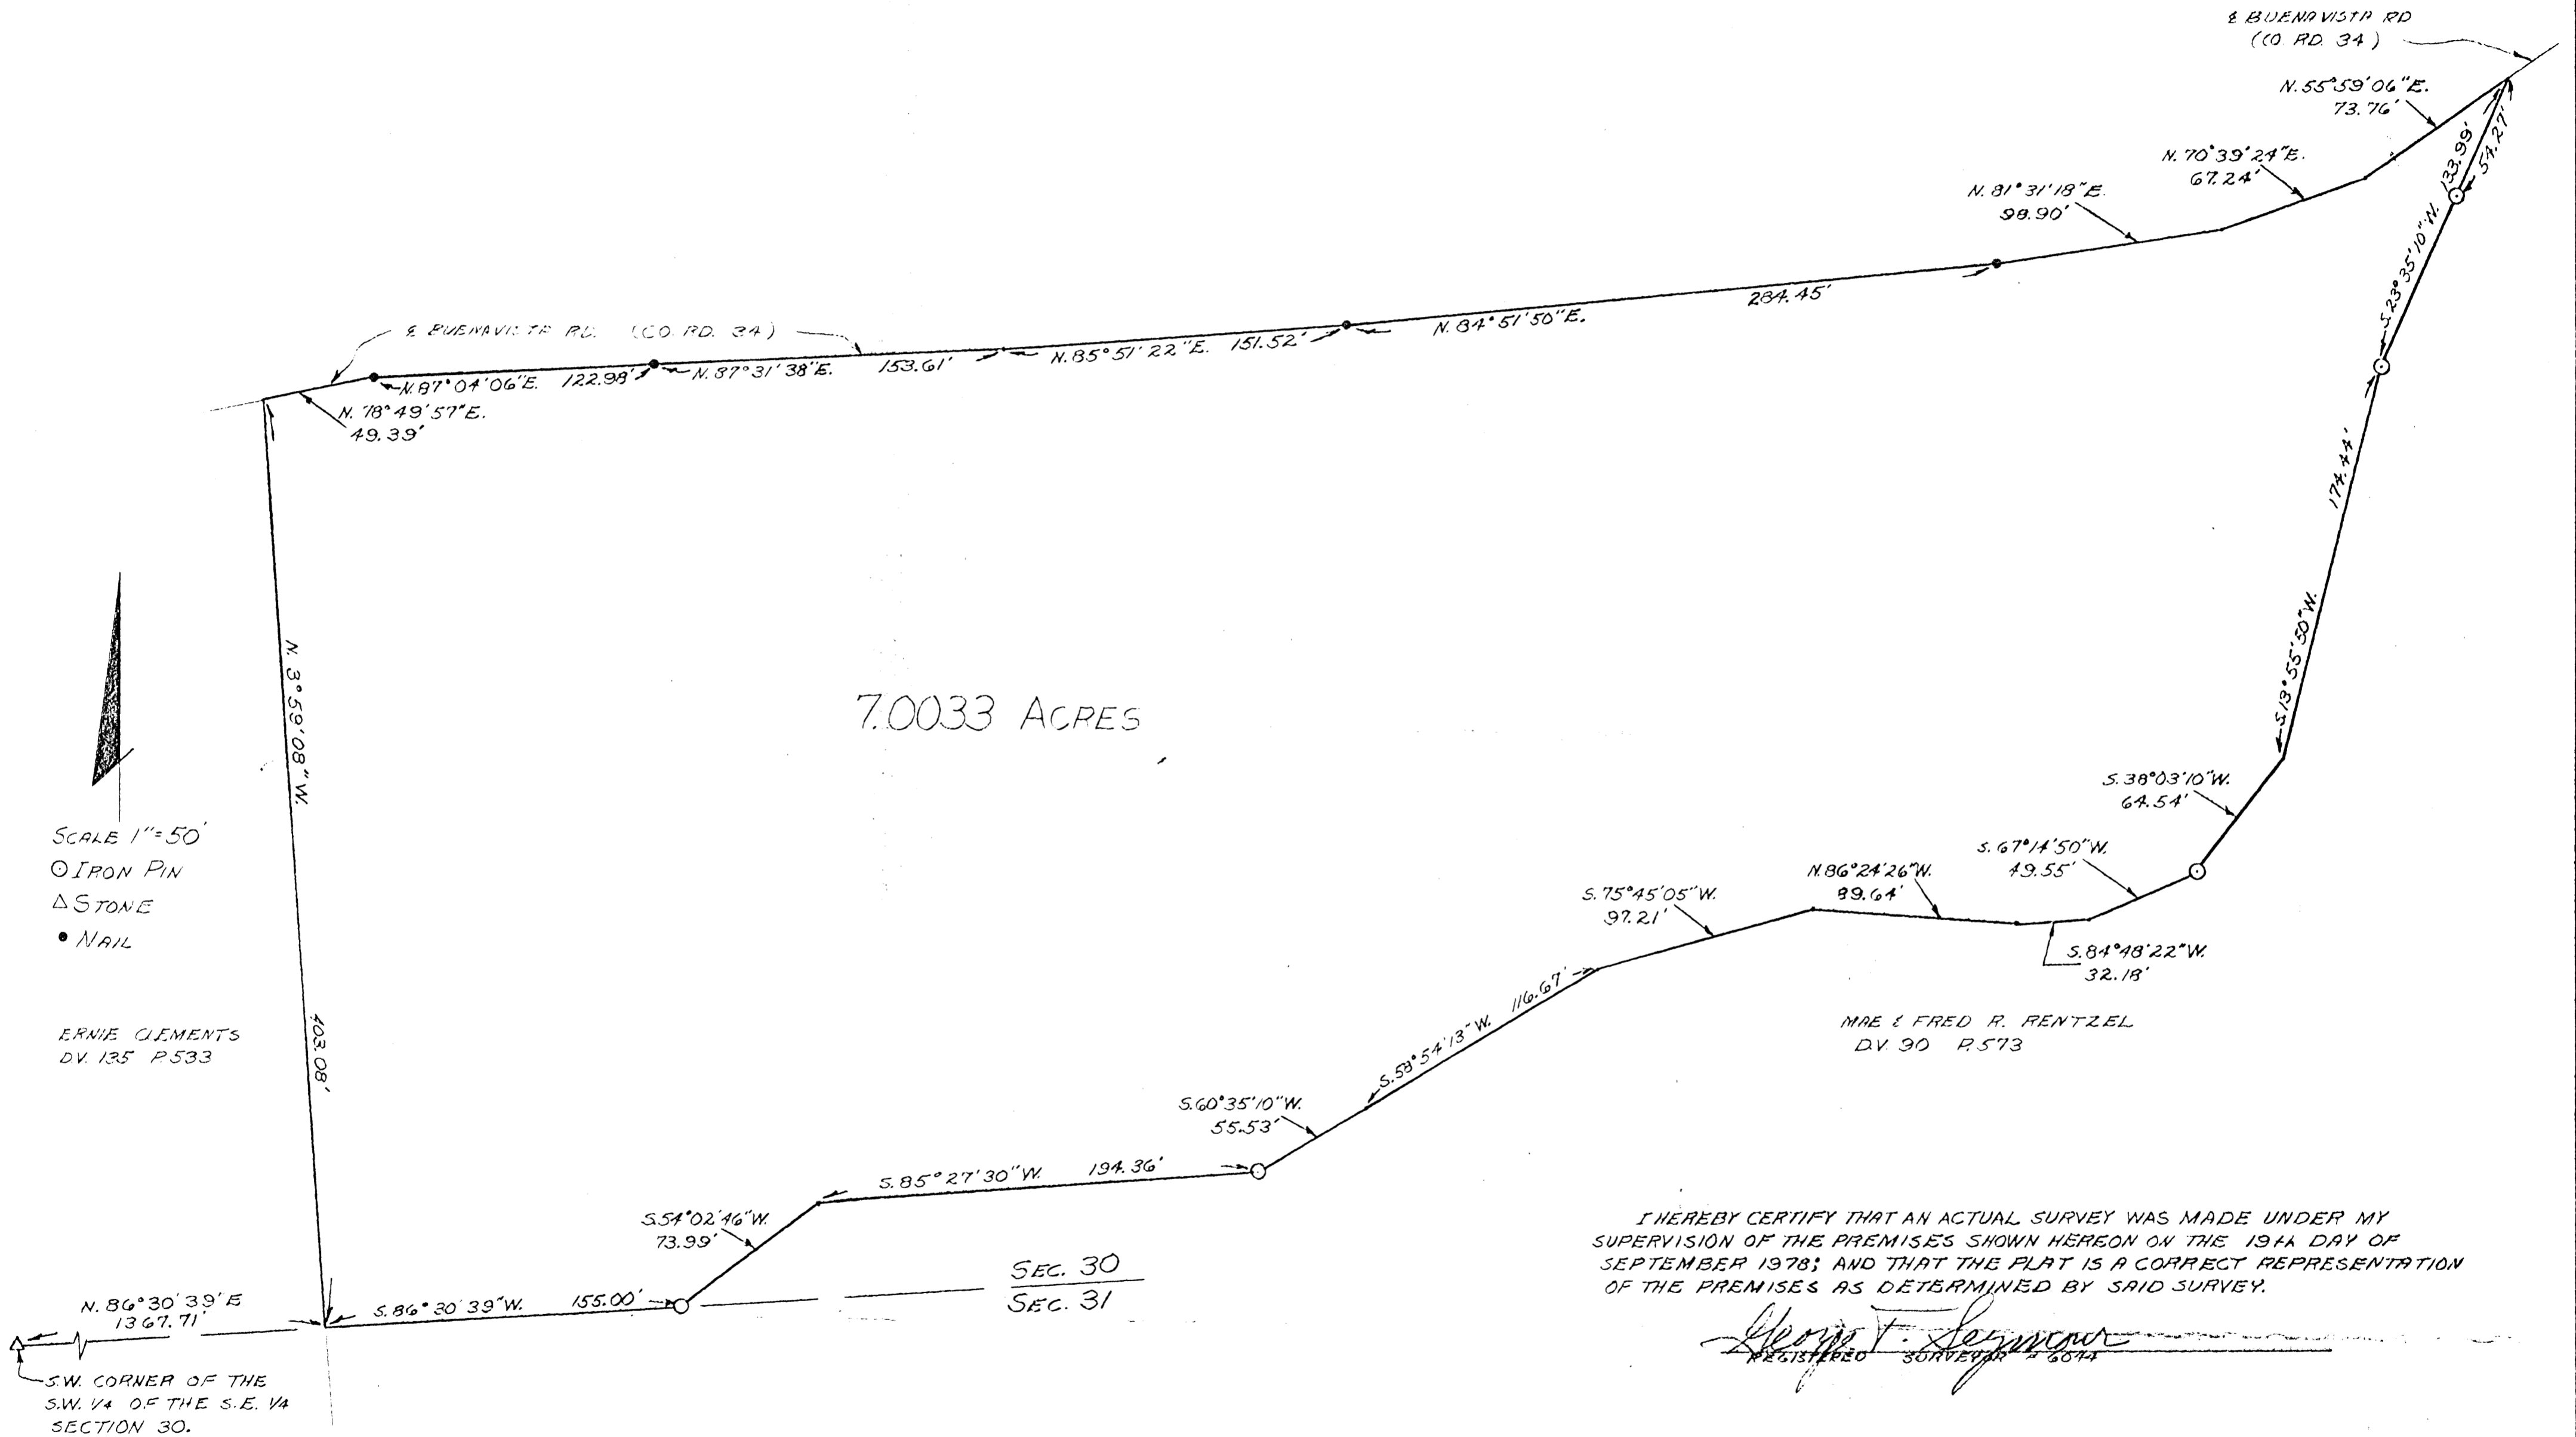 ℄ BUENAVISTA RD
(CO. RD. 34)
N. 55°59'06"E.
73.76'
N. 70°39'24"E.
67.24'
N. 81°31'18"E.
98.90'
133.99'
54.27'
S.23°35'10"W.
284.45'
N. 84°51'50"E.
℄ BUENAVISTA RD. (CO. RD. 34)
N.85°51'22"E. 151.52'
N.87°31'38"E. 153.61'
N.87°04'06"E. 122.98'
N. 78°49'57"E.
49.39'
174.44'
S.13°55'50"W.
N. 3°59'08"W.
403.08'
7.0033 ACRES
SCALE 1"=50'
⊙ IRON PIN
△ STONE
● NAIL
S.38°03'10"W.
64.54'
S.67°14'50"W.
49.55'
N.86°24'26"W.
89.64'
S.75°45'05"W.
97.21'
S.84°48'22"W.
32.18'
ERNIE CLEMENTS
D.V. 135 P.533
MAE & FRED R. RENTZEL
D.V. 90 P.573
S.58°54'13"W. 116.67'
S.60°35'10"W.
55.53'
S.85°27'30"W. 194.36'
S.54°02'46"W.
73.99'
SEC. 30
SEC. 31
S.86°30'39"W. 155.00'
N. 86°30'39'E
1367.71'
S.W. CORNER OF THE
S.W. 1/4 OF THE S.E. 1/4
SECTION 30.
I HEREBY CERTIFY THAT AN ACTUAL SURVEY WAS MADE UNDER MY
SUPERVISION OF THE PREMISES SHOWN HEREON ON THE 19th DAY OF
SEPTEMBER 1978; AND THAT THE PLAT IS A CORRECT REPRESENTATION
OF THE PREMISES AS DETERMINED BY SAID SURVEY.
George T. Seymour
REGISTERED SURVEYOR # 6044